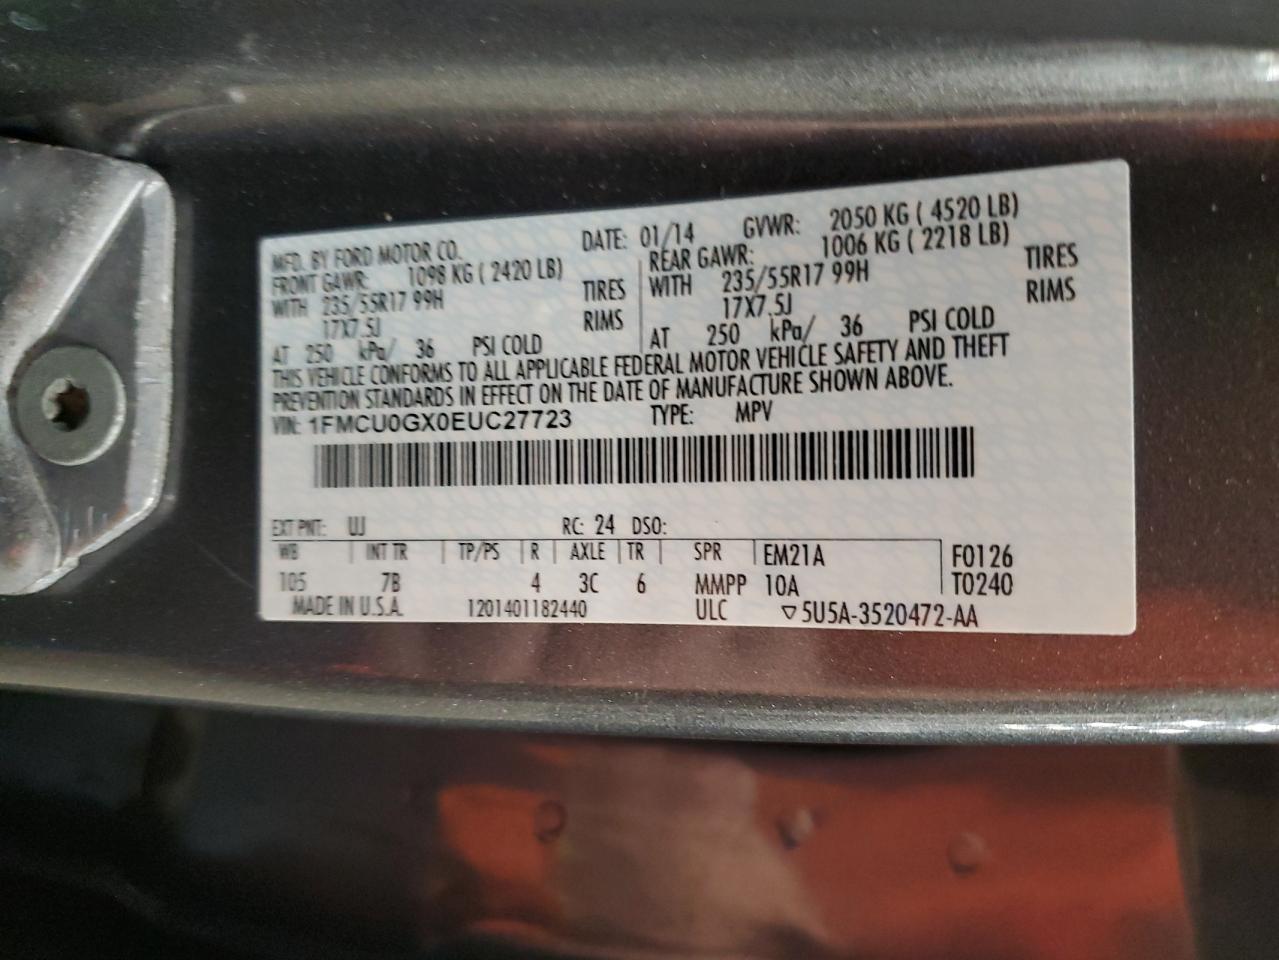 MFD. BY FORD MOTOR CO. DATE: 01/14 GVWR: 2050 KG ( 4520 LB)
FRONT GAWR: 1098 KG ( 2420 LB) REAR GAWR: 1006 KG ( 2218 LB)
WITH 235/55R17 99H TIRES WITH 235/55R17 99H TIRES
17X7.5J RIMS 17X7.5J RIMS
AT 250 kPa/ 36 PSI COLD AT 250 kPa/ 36 PSI COLD
THIS VEHICLE CONFORMS TO ALL APPLICABLE FEDERAL MOTOR VEHICLE SAFETY AND THEFT
PREVENTION STANDARDS IN EFFECT ON THE DATE OF MANUFACTURE SHOWN ABOVE.
VIN: 1FMCU0GX0EUC27723 TYPE: MPV
EXT PNT: UJ RC: 24 DSO:
WB INT TR TP/PS R AXLE TR SPR EM21A F0126
105 7B 4 3C 6 MMPP 10A T0240
MADE IN U.S.A. 1201401182440 ULC ▽5U5A-3520472-AA